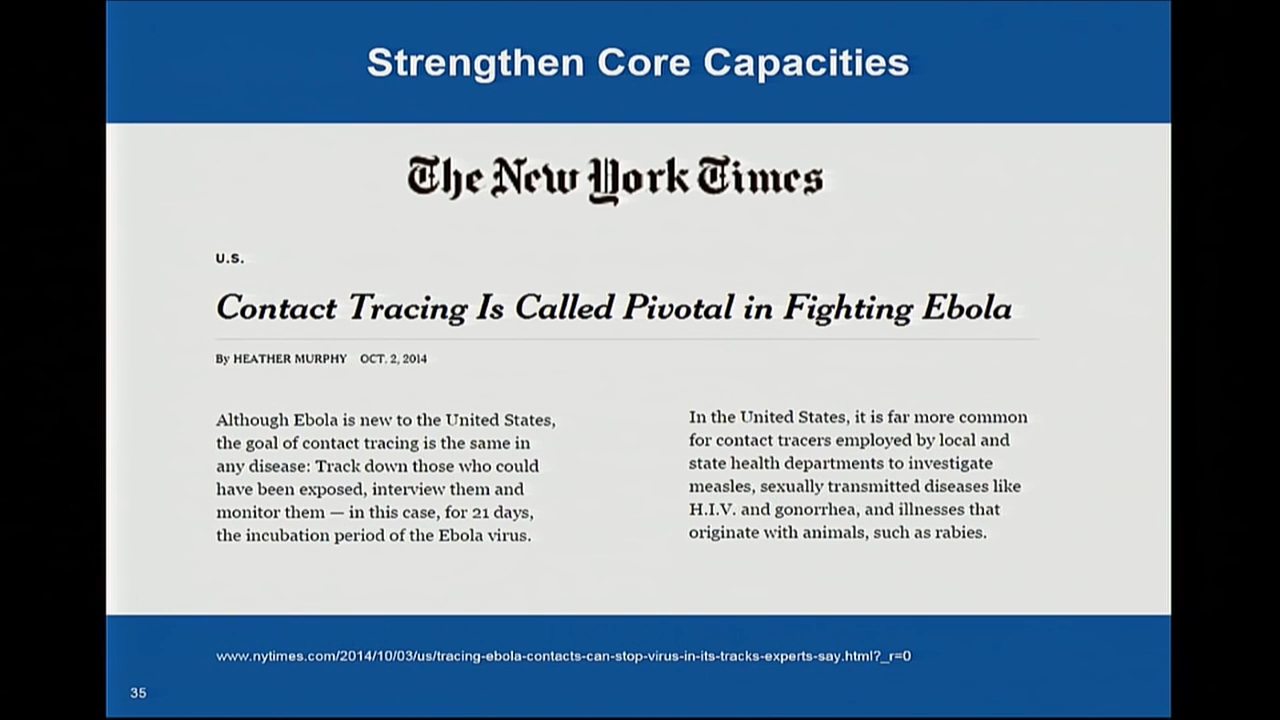 Strengthen Core Capacities
The New York Times
U.S.
Contact Tracing Is Called Pivotal in Fighting Ebola
By HEATHER MURPHY OCT. 2, 2014
Although Ebola is new to the United States,
the goal of contact tracing is the same in
any disease: Track down those who could
have been exposed, interview them and
monitor them — in this case, for 21 days,
the incubation period of the Ebola virus.
In the United States, it is far more common
for contact tracers employed by local and
state health departments to investigate
measles, sexually transmitted diseases like
H.I.V. and gonorrhea, and illnesses that
originate with animals, such as rabies.
www.nytimes.com/2014/10/03/us/tracing-ebola-contacts-can-stop-virus-in-its-tracks-experts-say.html?_r=0
35